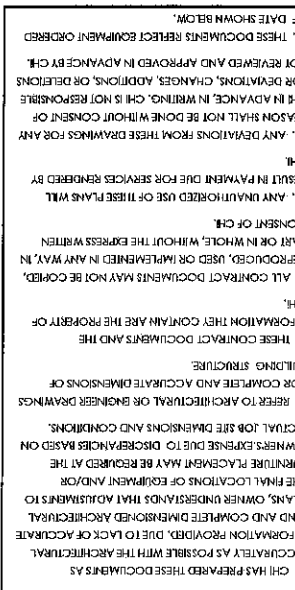 CHI HAS PREPARED THESE DOCUMENTS AS
CCURATELY AS POSSIBLE WITH THE ARCHITECTURAL
FORMATION PROVIDED. DUE TO LACK OF ACCURATE
ND AND COMPLETE DIMENSIONED ARCHITECTURAL
LANS, OWNER UNDERSTANDS THAT ADJUSTMENTS TO
HE FINAL LOCATIONS OF EQUIPMENT AND/OR
RNITURE PLACEMENT MAY BE REQUIRED AT THE
WNERS.EXPENSE DUE TO DISCREPANCIES BASED ON
CTUAL JOB SITE DIMENSIONS AND CONDITIONS.
REFER TO ARCHITECTURAL OR ENGINEER DRAWINGS
OR COMPLETE AND ACCURATE DIMENSIONS OF
UILDING STRUCTURE.
THESE CONTRACT DOCUMENTS AND THE
FORMATION THEY CONTAIN ARE THE PROPERTY OF
HI.
ALL CONTRACT DOCUMENTS MAY NOT BE COPIED,
EPRODUCED, USED OR IMPLEMENTED IN ANY WAY, IN
ART OR IN WHOLE, WITHOUT THE EXPRESS WRITTEN
ONSENT OF CHI.
. ANY UNAUTHORIZED USE OF THESE PLANS WILL
SULT IN PAYMENT DUE FOR SERVICES RENDERED BY
HI.
. ANY DEVIATIONS FROM THESE DRAWINGS FOR ANY
EASON SHALL NOT BE DONE WITHOUT CONSENT OF
HI IN ADVANCE, IN WRITING. CHI IS NOT RESPONSIBLE
OR DEVIATIONS, CHANGES, ADDITIONS, OR DELETIONS
OT REVIEWED AND APPROVED IN ADVANCE BY CHI.
. THESE DOCUMENTS REFLECT EQUIPMENT ORDERED
F DATE SHOWN BELOW.